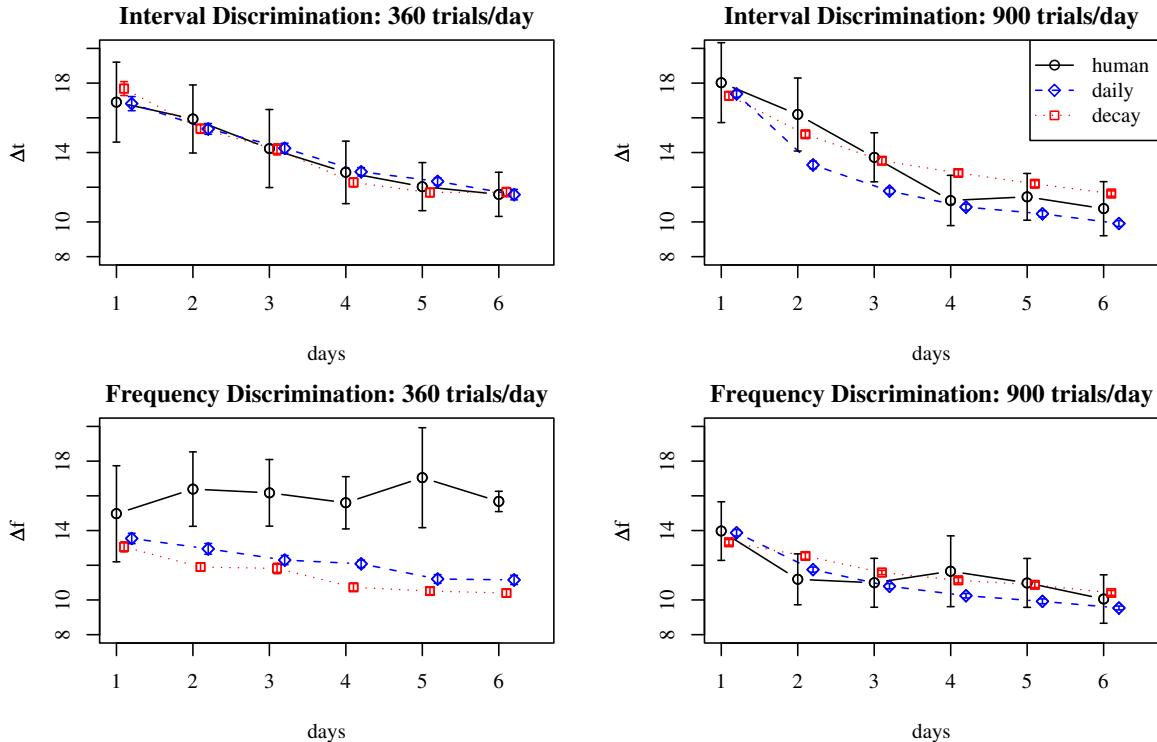 Interval Discrimination: 360 trials/day
Δt
8 10 14 18
1 2 3 4 5 6
days
Interval Discrimination: 900 trials/day
human
daily
decay
Δt
8 10 14 18
1 2 3 4 5 6
days
Frequency Discrimination: 360 trials/day
Δf
8 10 14 18
1 2 3 4 5 6
days
Frequency Discrimination: 900 trials/day
Δf
8 10 14 18
1 2 3 4 5 6
days